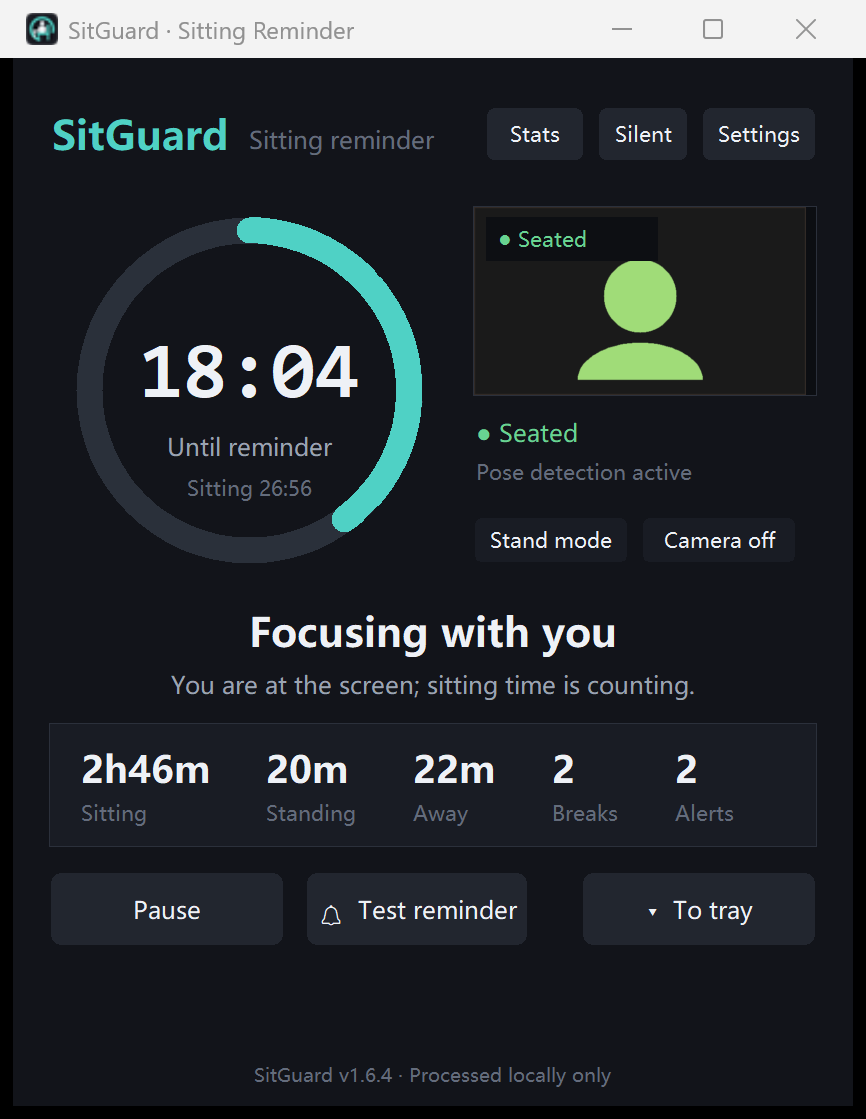 SitGuard · Sitting Reminder
SitGuard Sitting reminder
Stats Silent Settings
● Seated
18:04
Until reminder
Sitting 26:56
● Seated
Pose detection active
Stand mode Camera off
Focusing with you
You are at the screen; sitting time is counting.
2h46m 20m 22m 2 2
Sitting Standing Away Breaks Alerts
Pause Test reminder ▾ To tray
SitGuard v1.6.4 · Processed locally only